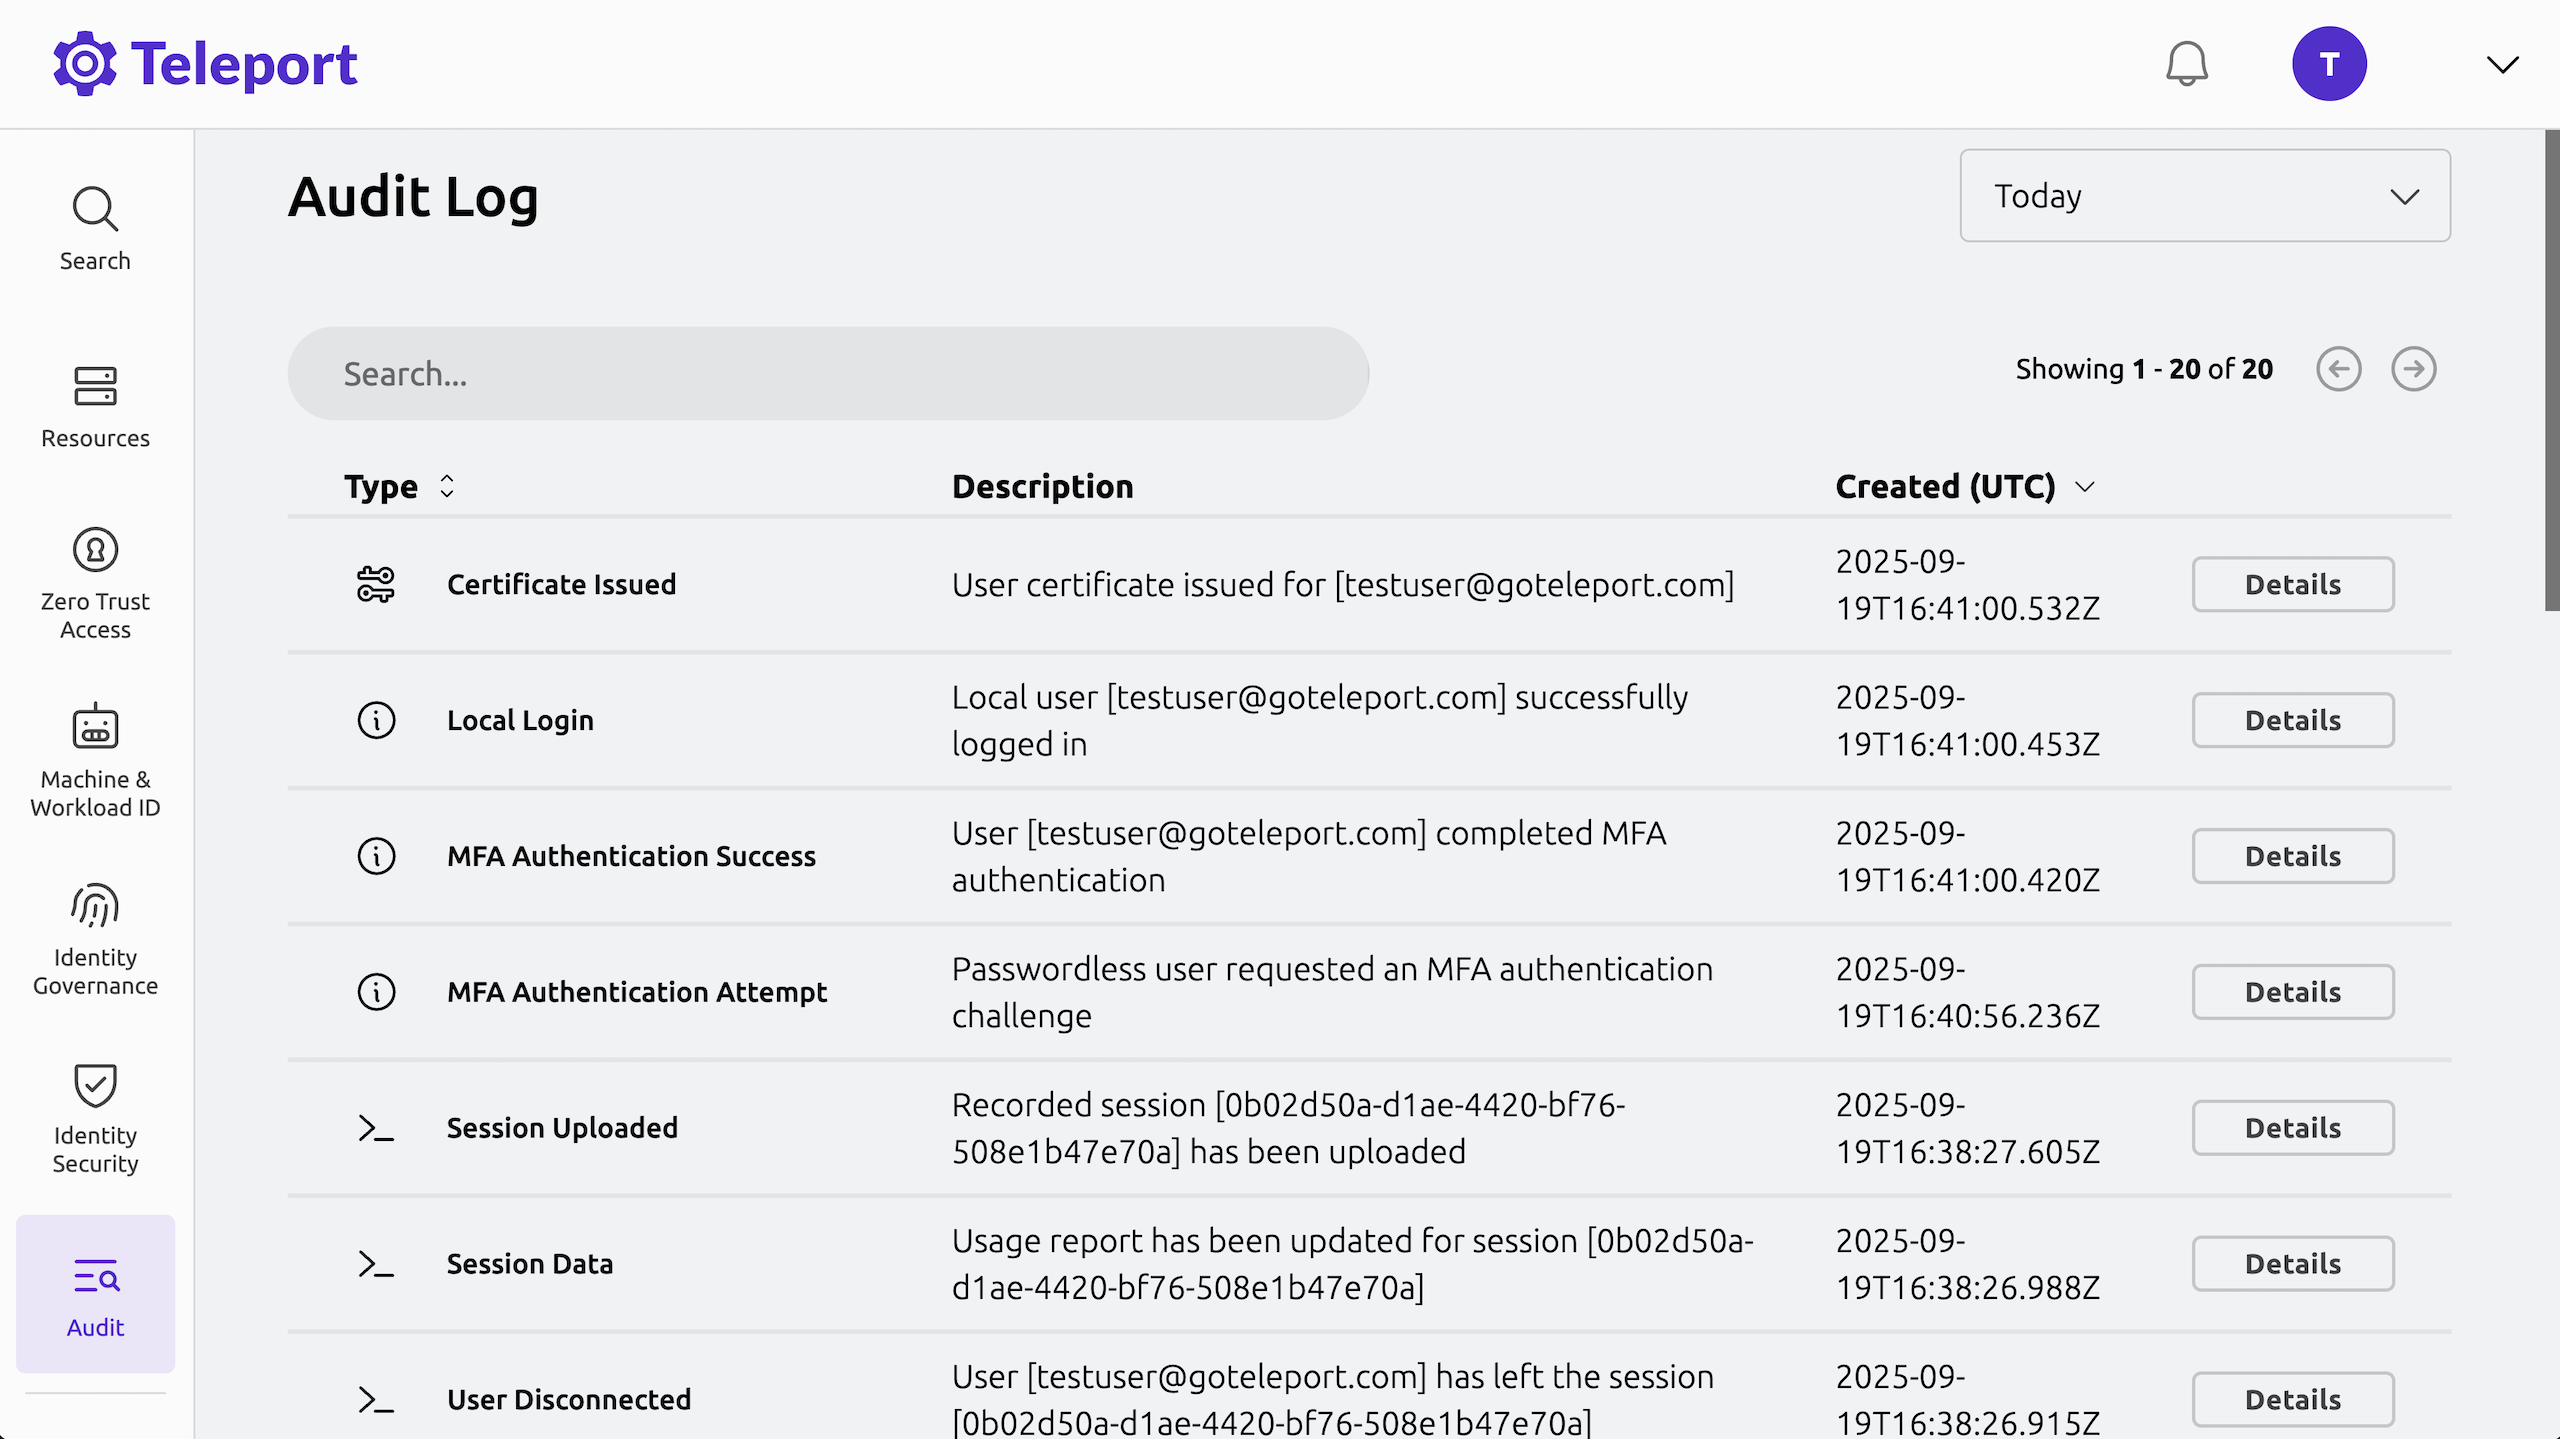 Teleport
T
Search
Resources
Zero Trust
Access
Machine &
Workload ID
Identity
Governance
Identity
Security
Audit
Audit Log
Today
Search...
Showing 1 - 20 of 20
Type
Description
Created (UTC)
Certificate Issued
User certificate issued for [testuser@goteleport.com]
2025-09-
19T16:41:00.532Z
Details
Local Login
Local user [testuser@goteleport.com] successfully
logged in
2025-09-
19T16:41:00.453Z
Details
MFA Authentication Success
User [testuser@goteleport.com] completed MFA
authentication
2025-09-
19T16:41:00.420Z
Details
MFA Authentication Attempt
Passwordless user requested an MFA authentication
challenge
2025-09-
19T16:40:56.236Z
Details
Session Uploaded
Recorded session [0b02d50a-d1ae-4420-bf76-
508e1b47e70a] has been uploaded
2025-09-
19T16:38:27.605Z
Details
Session Data
Usage report has been updated for session [0b02d50a-
d1ae-4420-bf76-508e1b47e70a]
2025-09-
19T16:38:26.988Z
Details
User Disconnected
User [testuser@goteleport.com] has left the session
[0b02d50a-d1ae-4420-bf76-508e1b47e70a]
2025-09-
19T16:38:26.915Z
Details